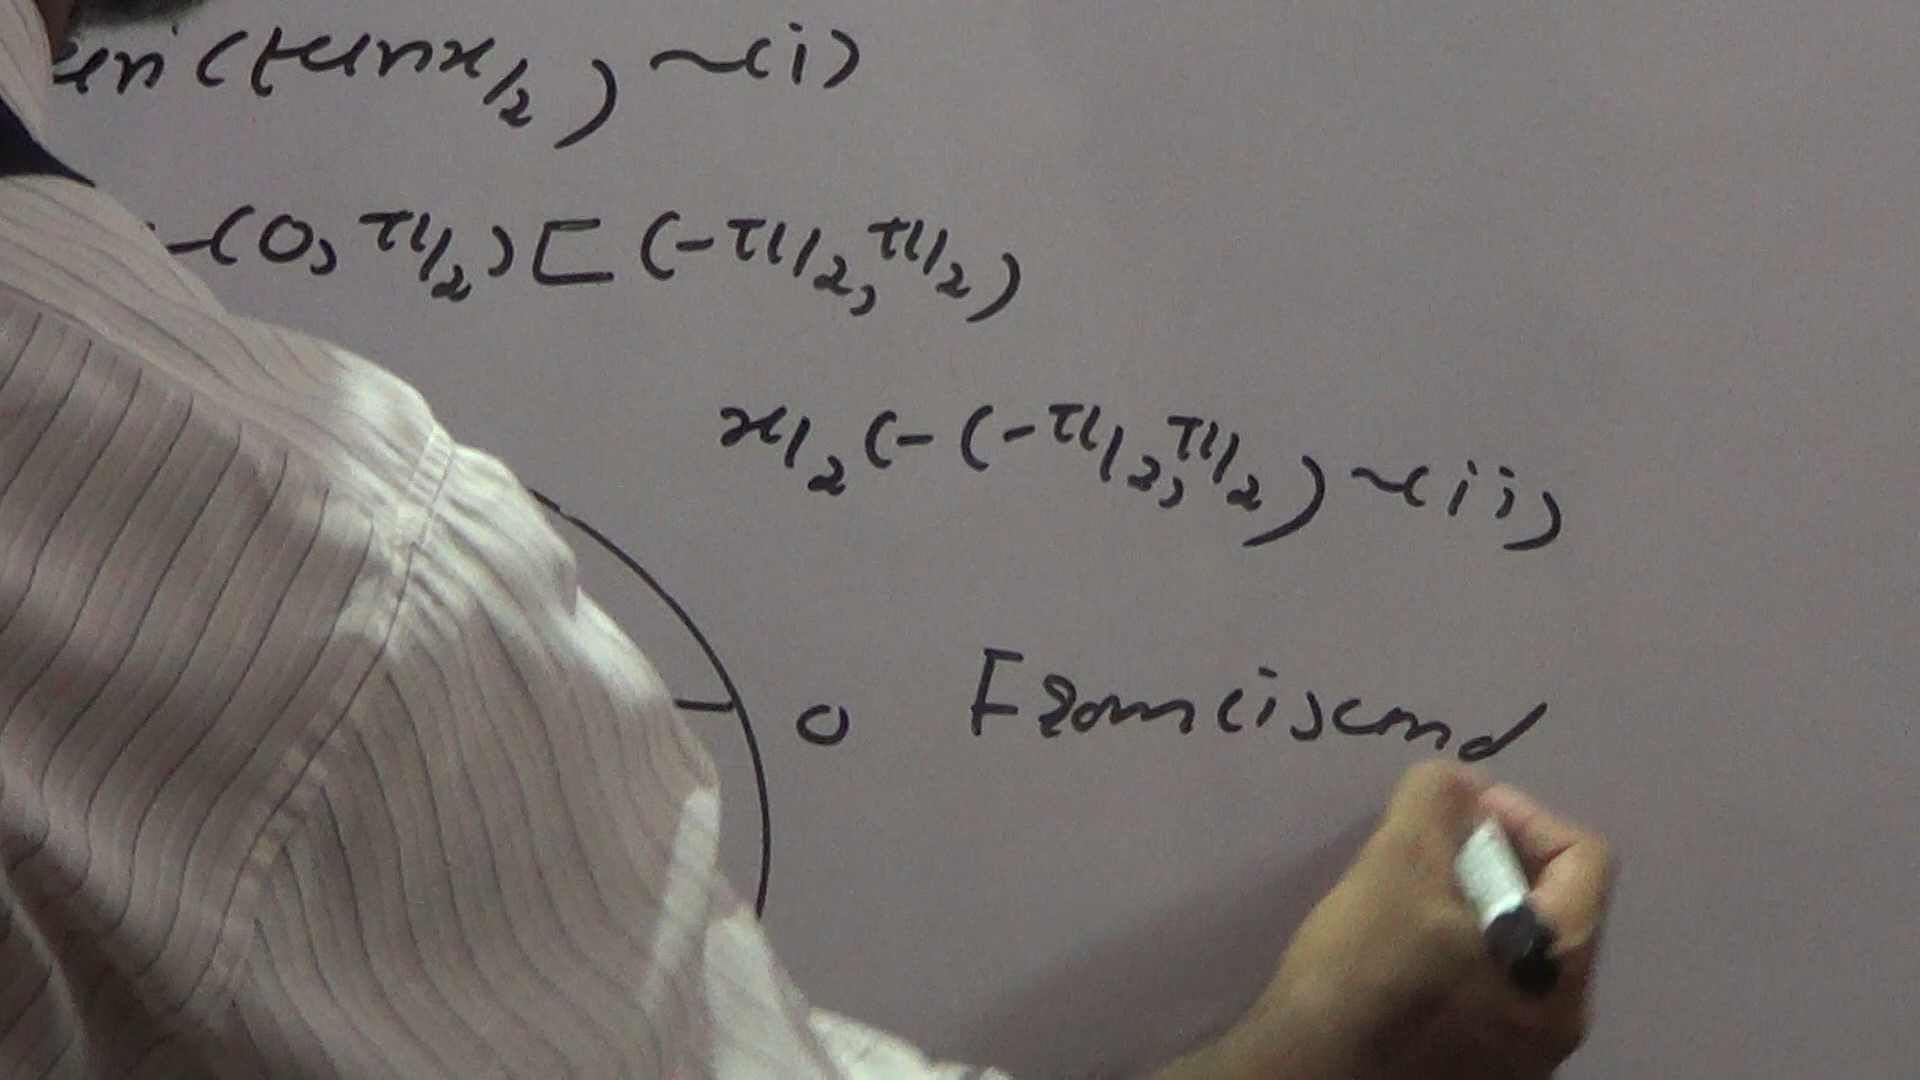 (tan x/2) ~(i)
-(0, π/2) [ (-π/2, π/2)
x/2 (- (-π/2, π/2) ~(ii)
0 From (i) and